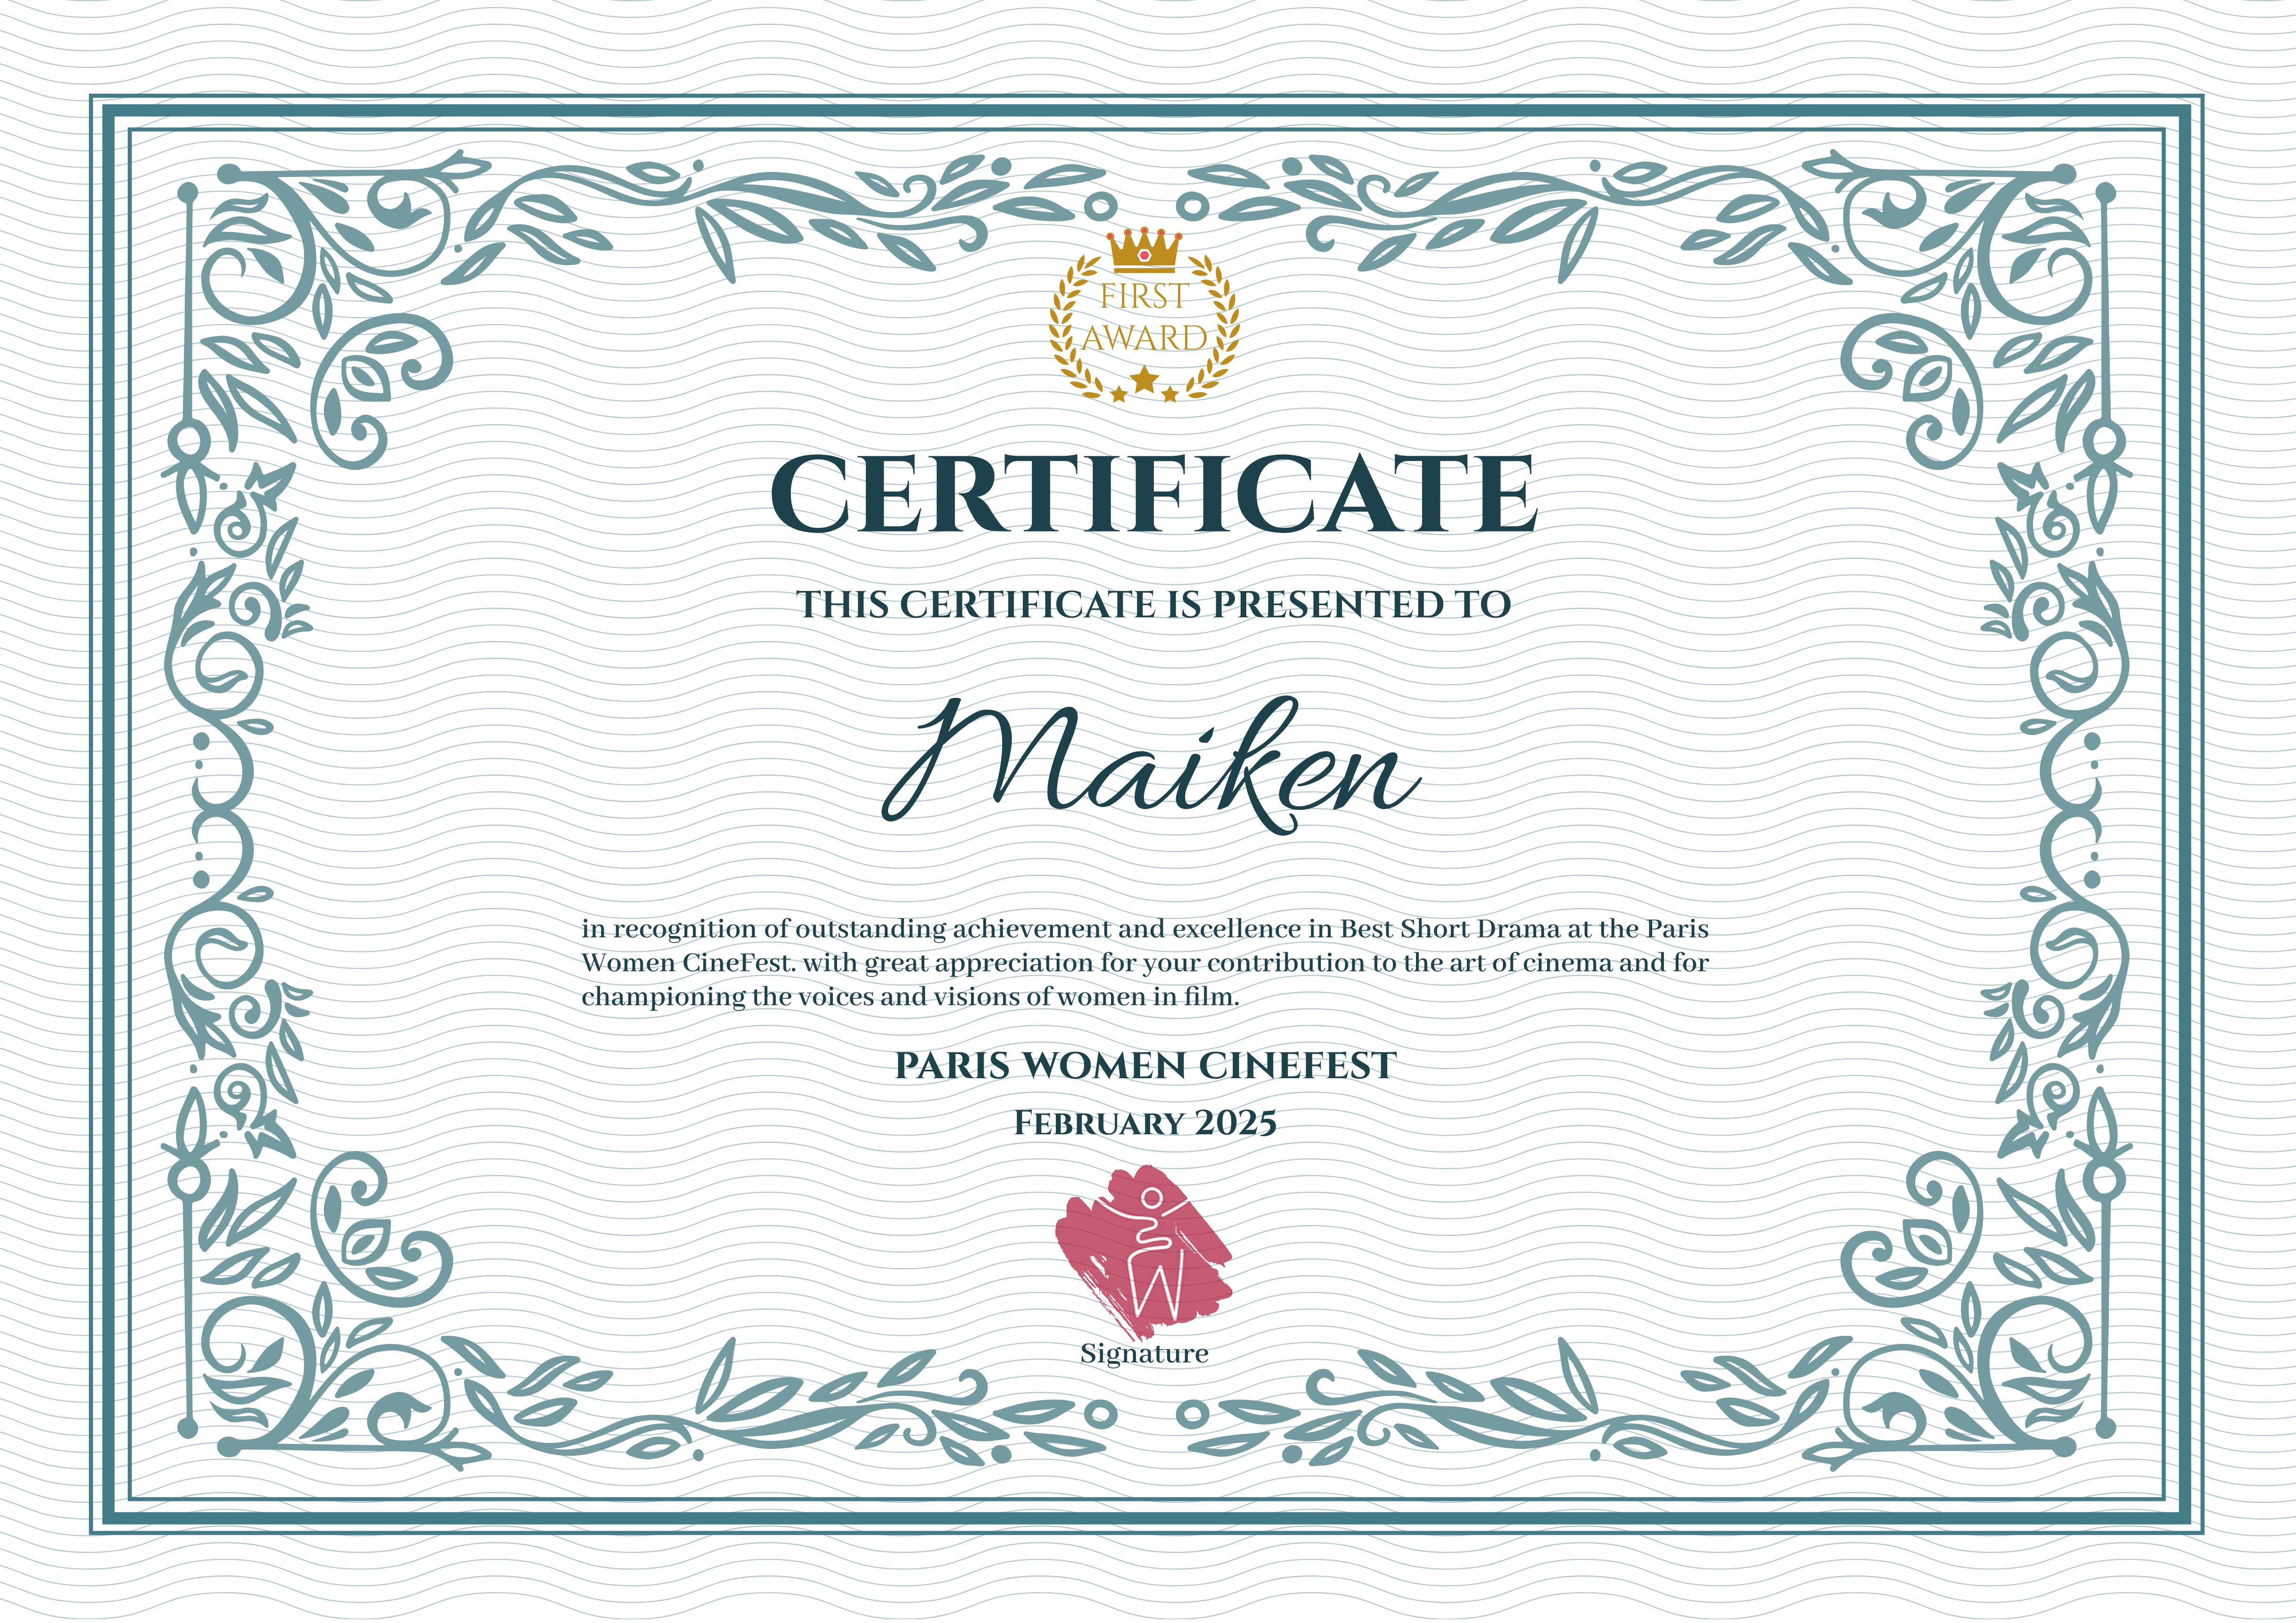 FIRST
AWARD
CERTIFICATE
THIS CERTIFICATE IS PRESENTED TO
Maiken
in recognition of outstanding achievement and excellence in Best Short Drama at the Paris
Women CineFest. with great appreciation for your contribution to the art of cinema and for
championing the voices and visions of women in film.
PARIS WOMEN CINEFEST
FEBRUARY 2025
W
Signature